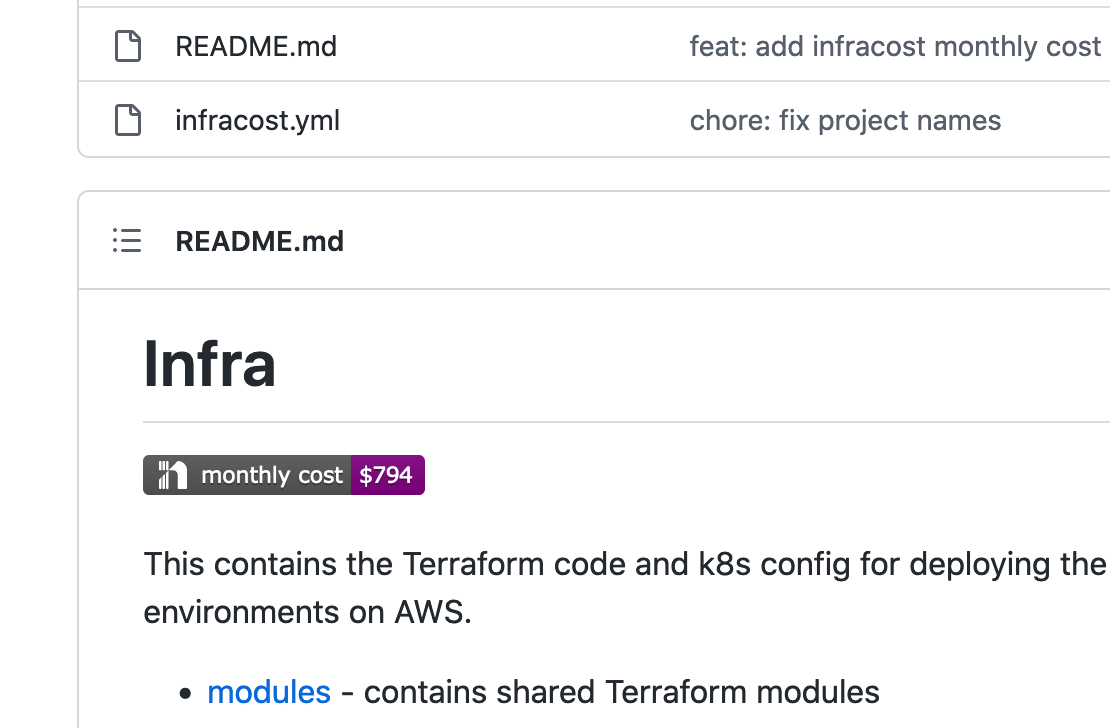 README.md feat: add infracost monthly cost
infracost.yml chore: fix project names
README.md
Infra
monthly cost $794
This contains the Terraform code and k8s config for deploying the
environments on AWS.
• modules - contains shared Terraform modules